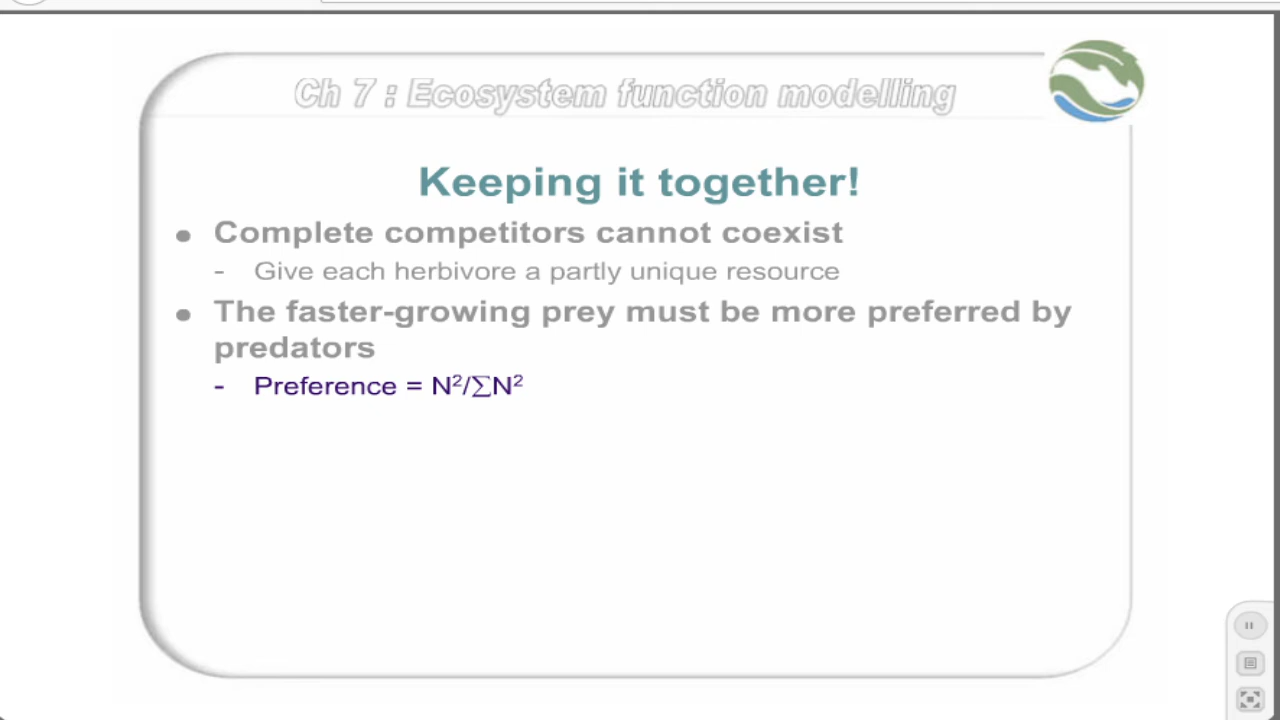 Ch 7 : Ecosystem function modelling
Keeping it together!
● Complete competitors cannot coexist
- Give each herbivore a partly unique resource
● The faster-growing prey must be more preferred by
predators
- Preference = N²/∑N²